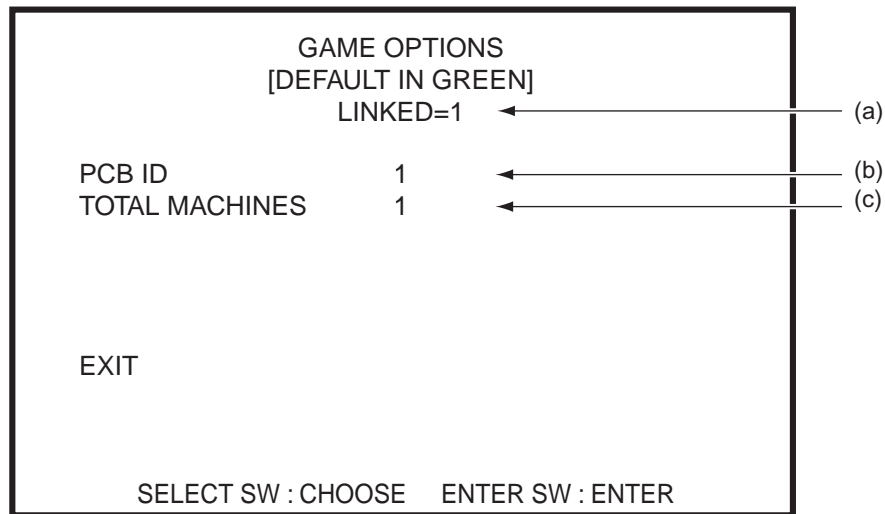 GAME OPTIONS
[DEFAULT IN GREEN]
LINKED=1 (a)
PCB ID 1 (b)
TOTAL MACHINES 1 (c)
EXIT
SELECT SW : CHOOSE ENTER SW : ENTER